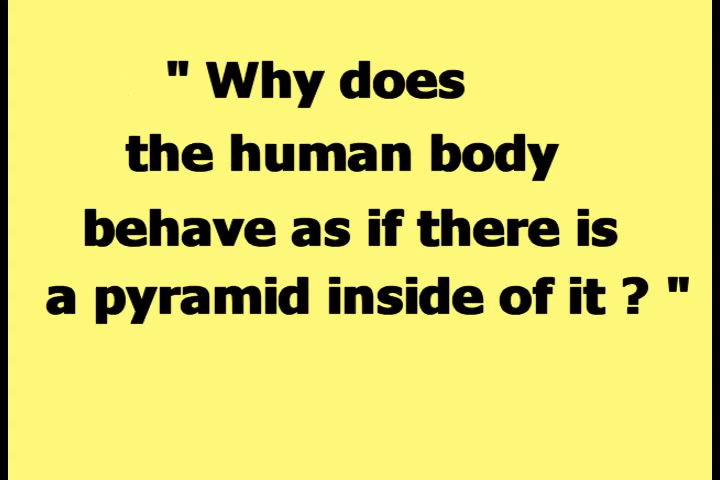 " Why does
the human body
behave as if there is
a pyramid inside of it ? "